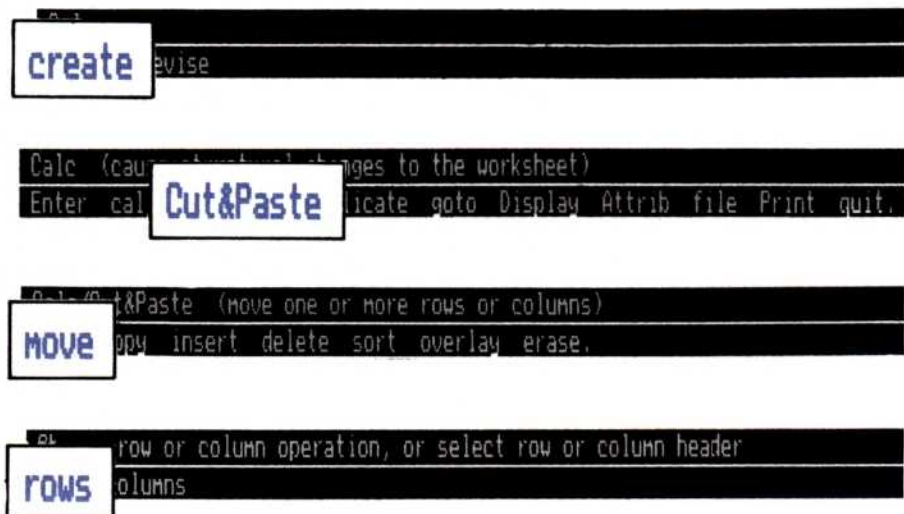 create
evise
Calc (cau nges to the worksheet)
Enter cal Cut&Paste licate goto Display Attrib file Print quit.
t&Paste (move one or more rows or columns)
move opy insert delete sort overlay erase.
row or column operation, or select row or column header
rows olumns